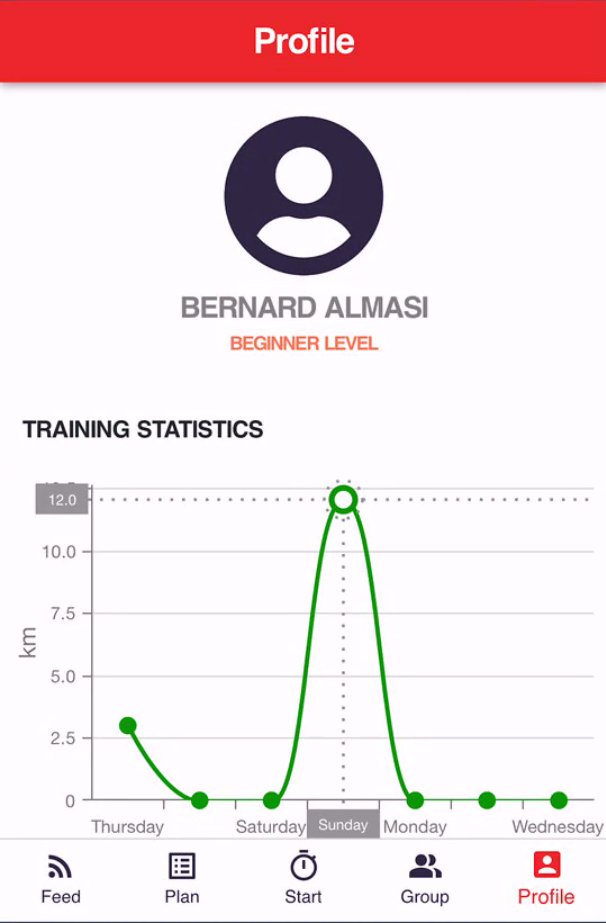 Profile
BERNARD ALMASI
BEGINNER LEVEL
TRAINING STATISTICS
12.0
10.0
7.5
km
5.0
2.5
0
Thursday Saturday Sunday Monday Wednesday
Feed Plan Start Group Profile